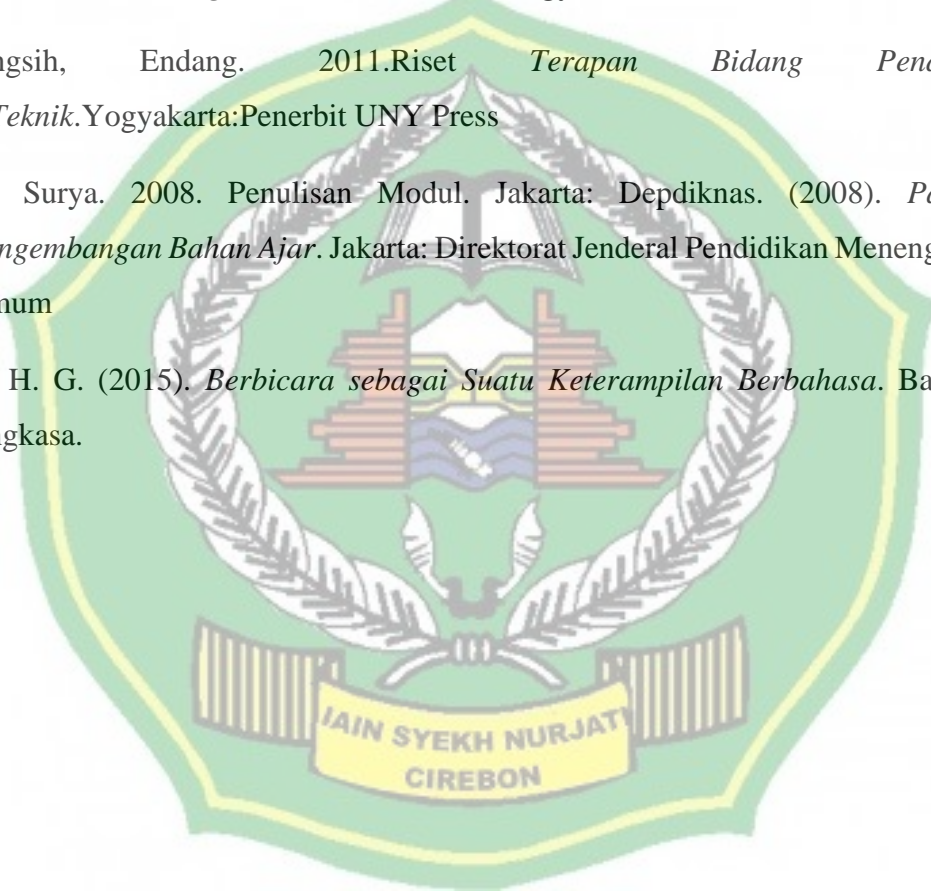 ngsih, Endang. 2011.Riset Terapan Bidang Pend
Teknik.Yogyakarta:Penerbit UNY Press
Surya. 2008. Penulisan Modul. Jakarta: Depdiknas. (2008). Pa
ngembangan Bahan Ajar. Jakarta: Direktorat Jenderal Pendidikan Meneng
mum
H. G. (2015). Berbicara sebagai Suatu Keterampilan Berbahasa. Ba
ngkasa.
IAIN SYEKH NURJATI
CIREBON